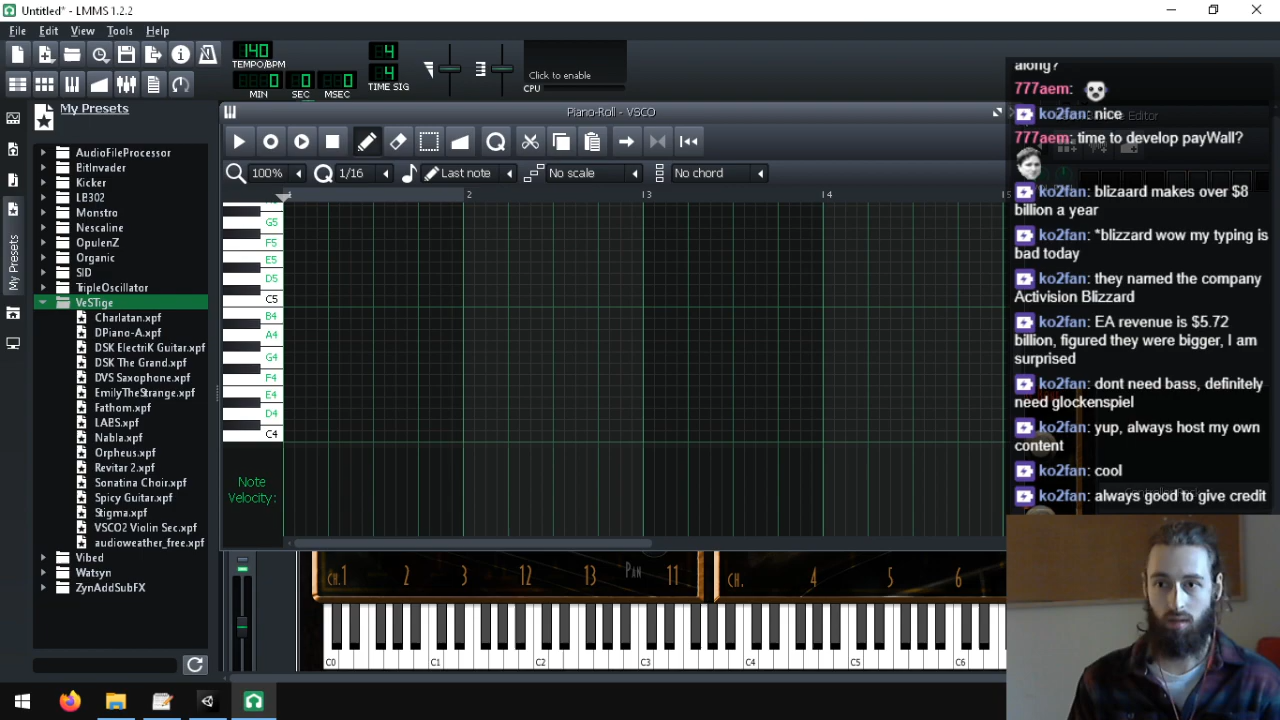 Untitled* - LMMS 1.2.2
File Edit View Tools Help
140
TEMPO/BPM
0 0 0
MIN SEC MSEC
4
4
TIME SIG
Click to enable
CPU
My Presets
My Presets
AudioFileProcessor
BitInvader
Kicker
LB302
Monstro
Nescaline
OpulenZ
Organic
SID
TripleOscillator
VeSTige
Charlatan.xpf
DPiano-A.xpf
DSK ElectriK Guitar.xpf
DSK The Grand.xpf
DVS Saxophone.xpf
EmilyTheStrange.xpf
Fathom.xpf
LABS.xpf
Nabla.xpf
Orpheus.xpf
Revitar 2.xpf
Sonatina Choir.xpf
Spicy Guitar.xpf
Stigma.xpf
VSCO2 Violin Sec.xpf
audioweather_free.xpf
Vibed
Watsyn
ZynAddSubFX
Piano-Roll - VSCO
100% 1/16 Last note No scale No chord
1 2 3 4 5
G5
F5
E5
D5
C5
B4
A4
G4
F4
E4
D4
C4
Note
Velocity:
CH.1 2 3 12 13 PAN 11 CH. 4 5 6
C0 C1 C2 C3 C4 C5 C6
along?
777aem:
ko2fan: nice
777aem: time to develop payWall?
ko2fan: blizaard makes over $8
billion a year
ko2fan: *blizzard wow my typing is
bad today
ko2fan: they named the company
Activision Blizzard
ko2fan: EA revenue is $5.72
billion, figured they were bigger, I am
surprised
ko2fan: dont need bass, definitely
need glockenspiel
ko2fan: yup, always host my own
content
ko2fan: cool
ko2fan: always good to give credit